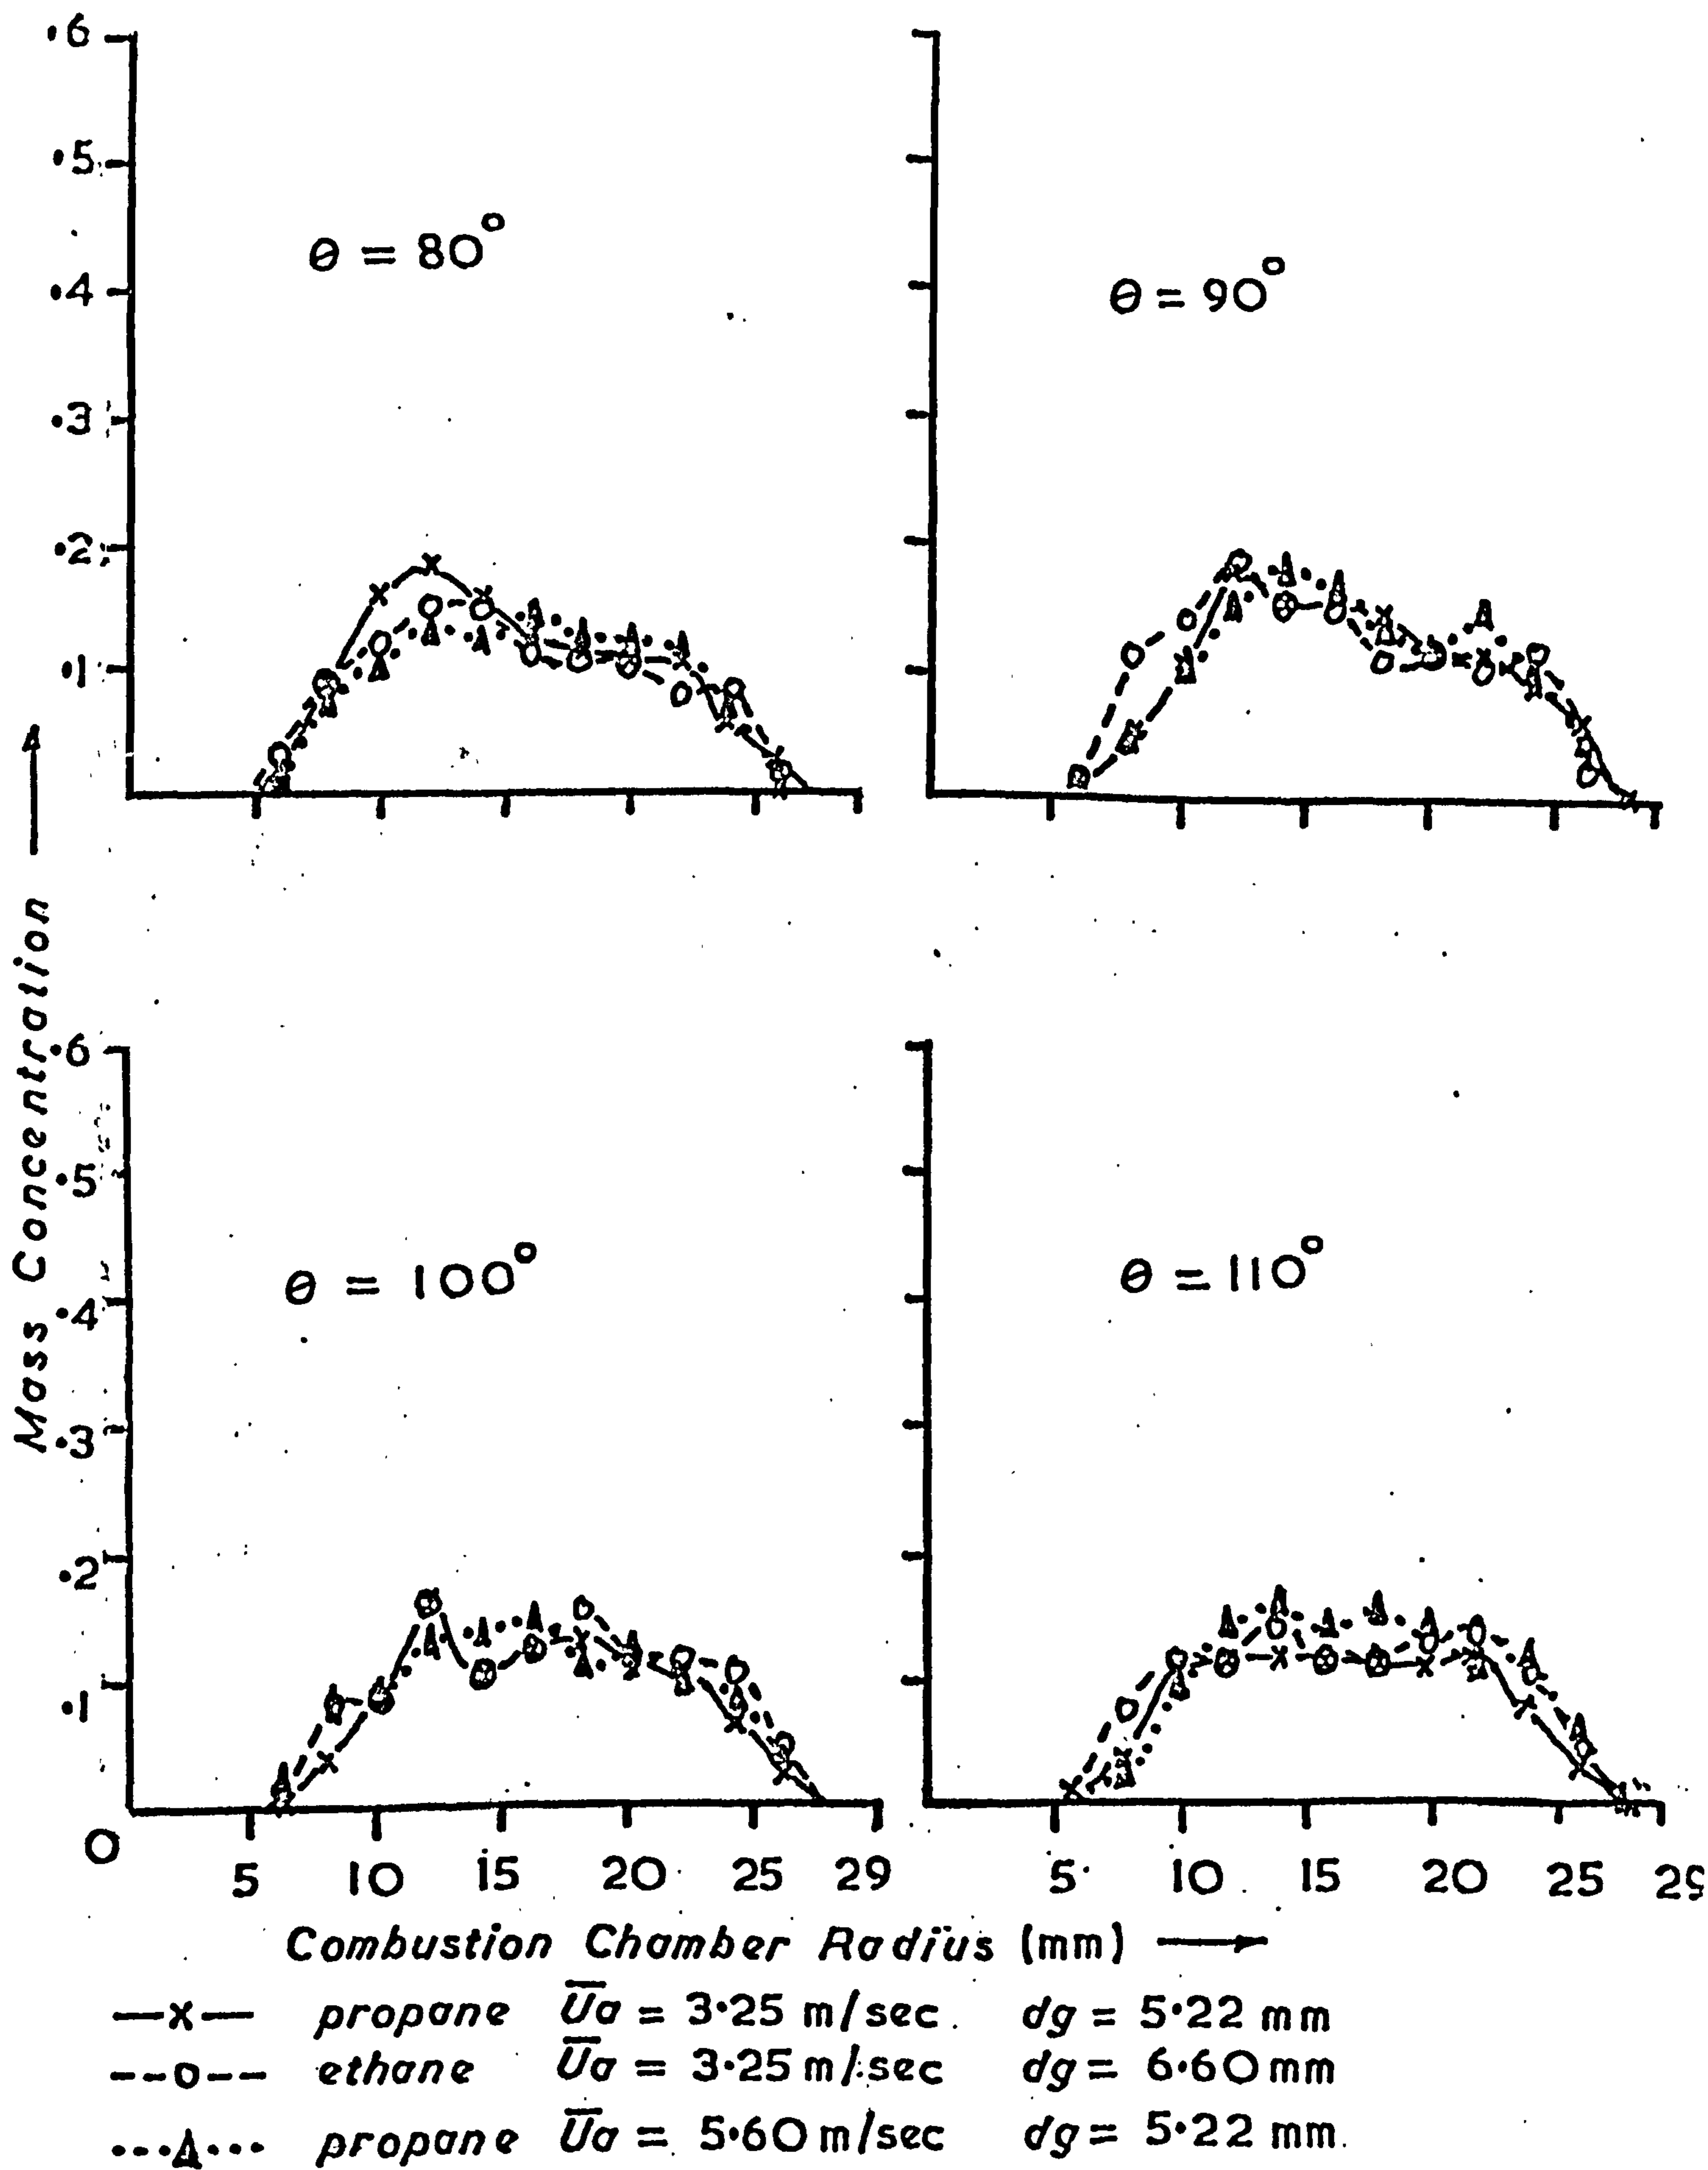 .6
.5
.4
.3
.2
.1
θ = 80°
θ = 90°
Mass Concentration
.6
.5
.4
.3
.2
.1
0
θ = 100°
θ = 110°
5 10 15 20 25 29
5 10 15 20 25 29
Combustion Chamber Radius (mm)
—x— propane U̅a = 3·25 m/sec. dg = 5·22 mm
--o-- ethane U̅a = 3·25 m/sec dg = 6·60 mm
propane U̅a = 5·60 m/sec dg = 5·22 mm.